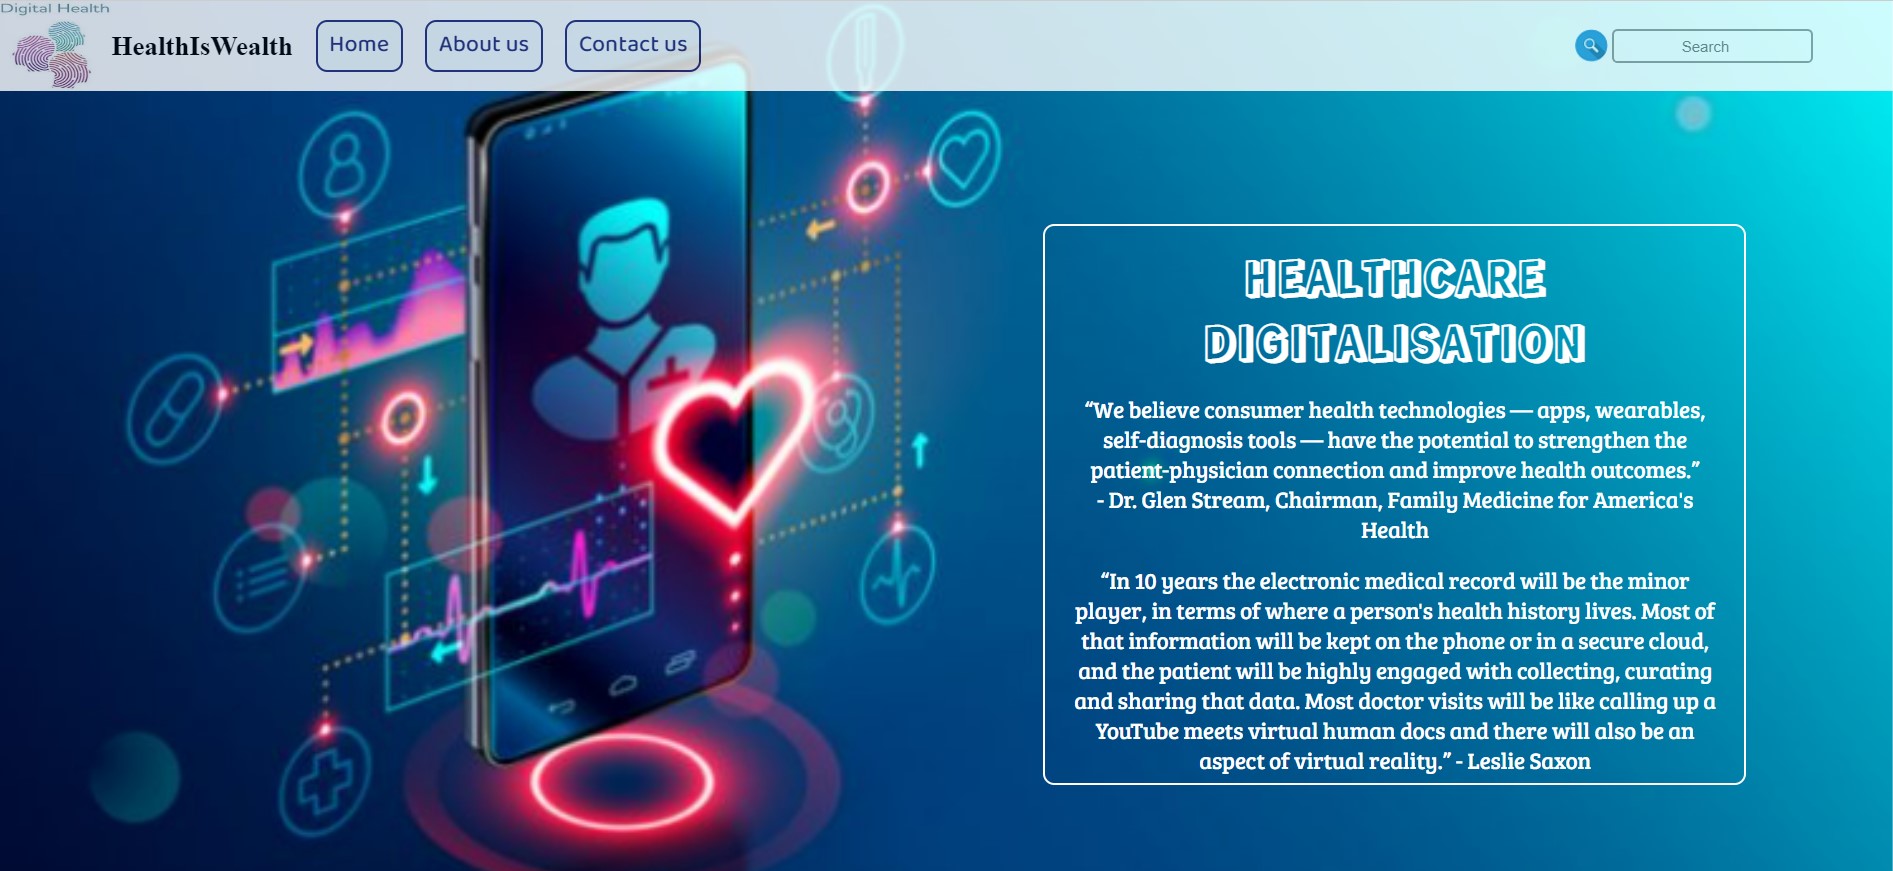 Digital Health
HealthIsWealth
Home
About us
Contact us
Search
HEALTHCARE
DIGITALISATION
“We believe consumer health technologies — apps, wearables,
self-diagnosis tools — have the potential to strengthen the
patient-physician connection and improve health outcomes.”
- Dr. Glen Stream, Chairman, Family Medicine for America's
Health
“In 10 years the electronic medical record will be the minor
player, in terms of where a person's health history lives. Most of
that information will be kept on the phone or in a secure cloud,
and the patient will be highly engaged with collecting, curating
and sharing that data. Most doctor visits will be like calling up a
YouTube meets virtual human docs and there will also be an
aspect of virtual reality.” - Leslie Saxon